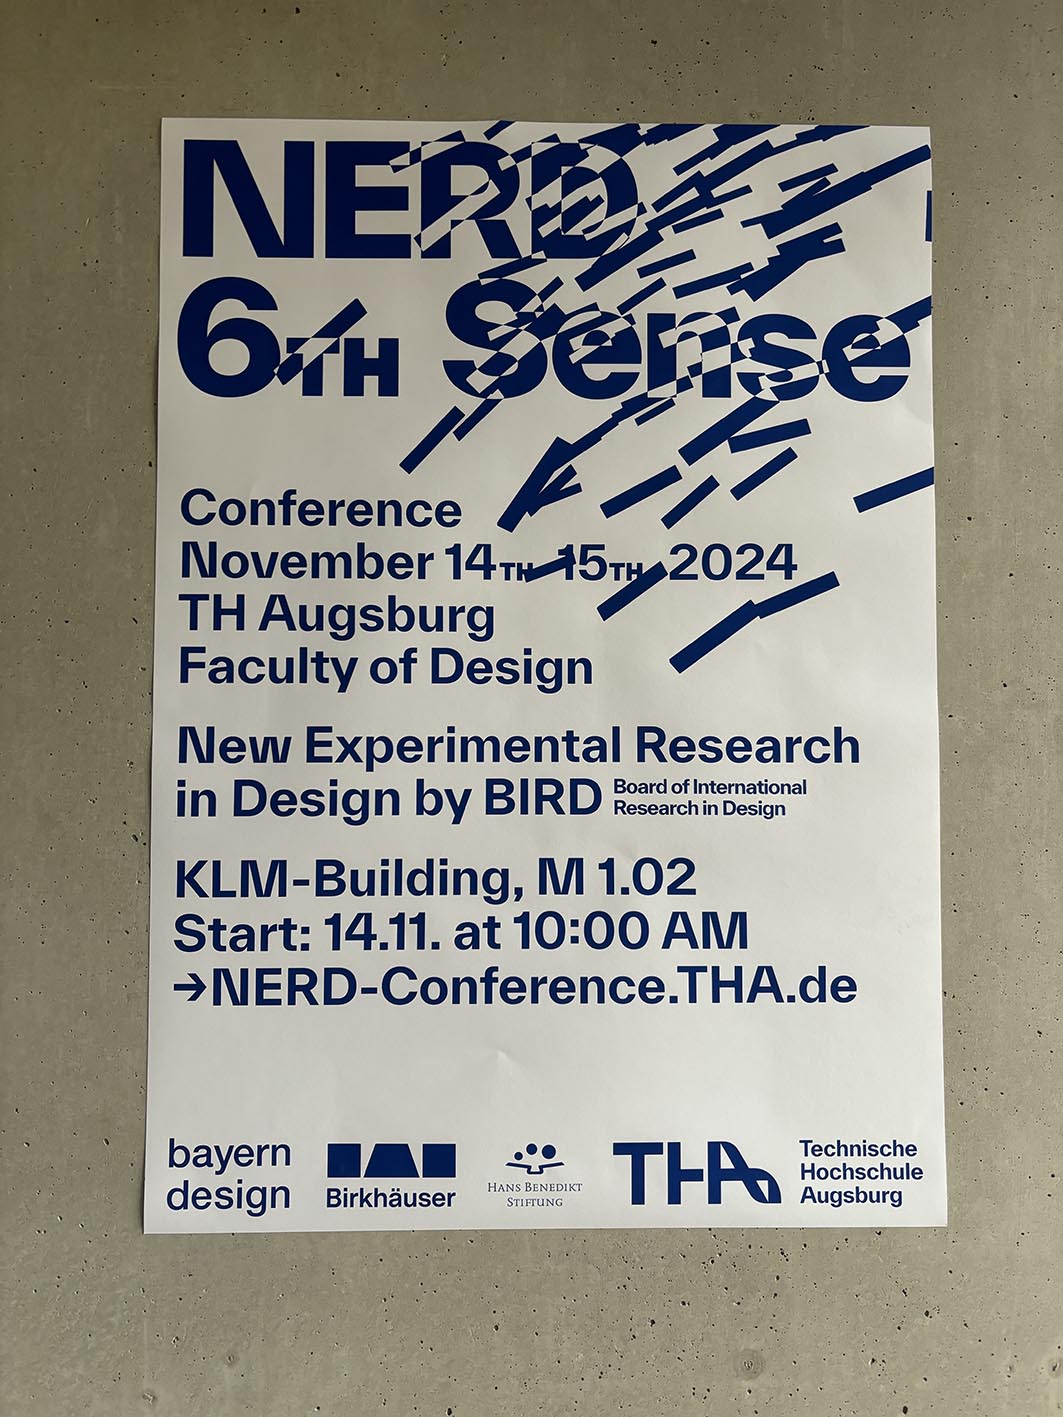 NERD
6TH Sense
Conference
November 14TH–15TH, 2024
TH Augsburg
Faculty of Design
New Experimental Research
in Design by BIRD Board of International
Research in Design
KLM-Building, M 1.02
Start: 14.11. at 10:00 AM
→NERD-Conference.THA.de
bayern
design
Birkhäuser
HANS BENEDIKT
STIFTUNG
THA
Technische
Hochschule
Augsburg